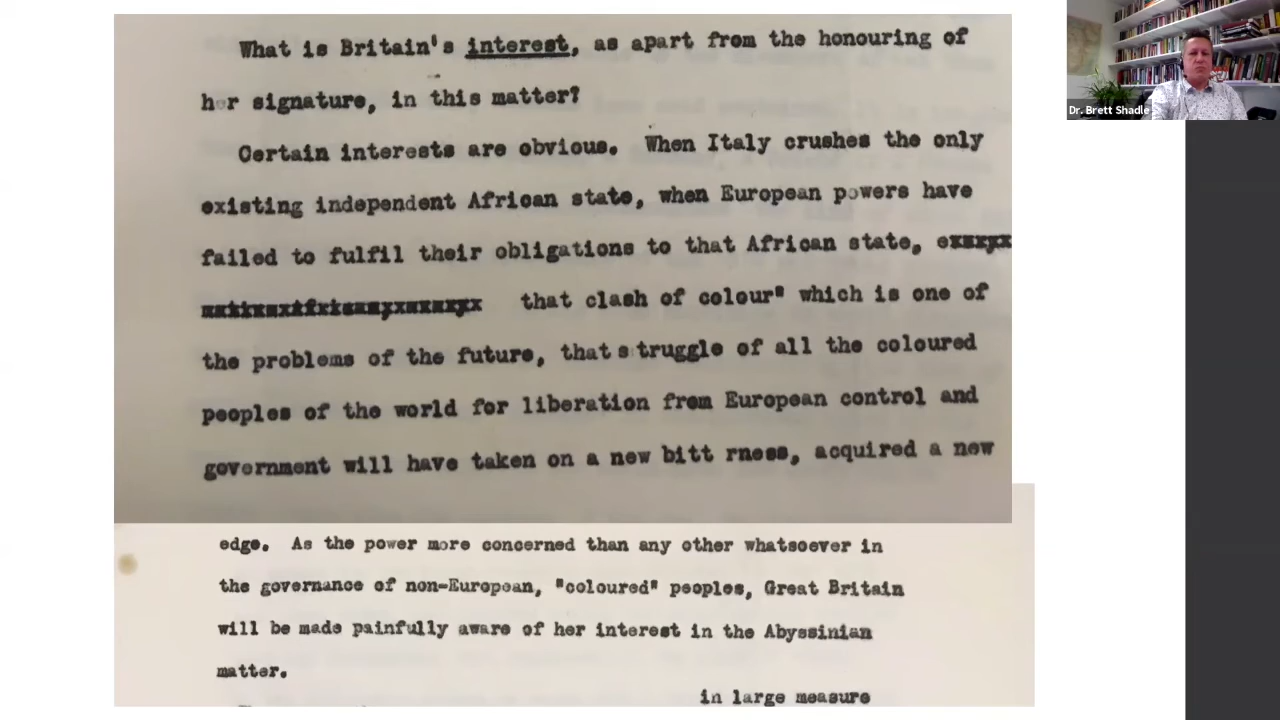 What is Britain's interest, as apart from the honouring of
her signature, in this matter?
Certain interests are obvious. When Italy crushes the only
existing independent African state, when European powers have
failed to fulfil their obligations to that African state,
that clash of colour" which is one of
the problems of the future, that struggle of all the coloured
peoples of the world for liberation from European control and
government will have taken on a new bitt rness, acquired a new
edge. As the power more concerned than any other whatsoever in
the governance of non-European, "coloured" peoples, Great Britain
will be made painfully aware of her interest in the Abyssinian
matter.
in large measure
Dr. Brett Shadle